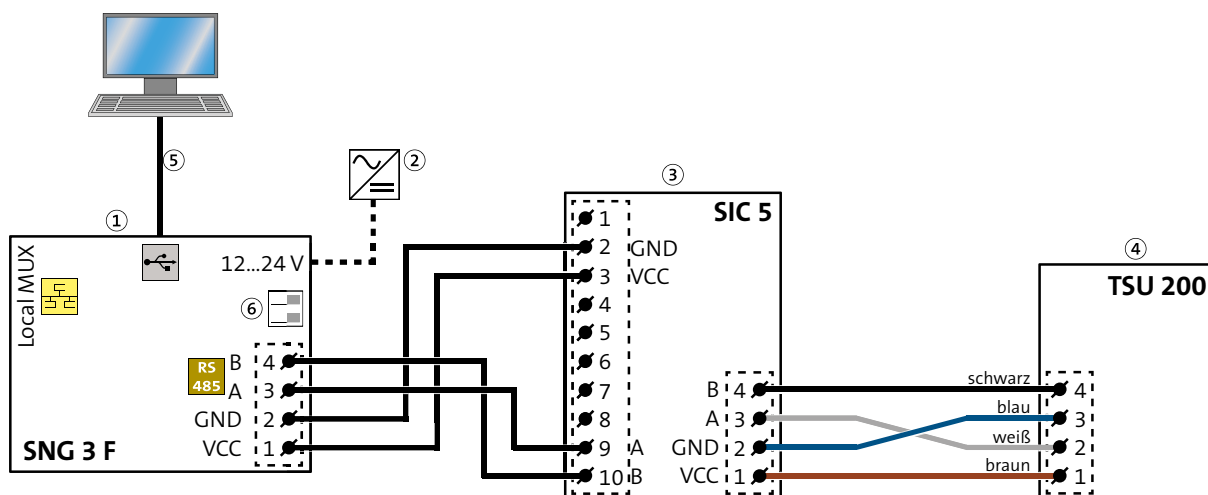 ⑤
②
①
③
④
SIC 5
TSU 200
Local MUX
12...24 V
⑥
RS
485
B 4
A 3
GND 2
VCC 1
SNG 3 F
1
2 GND
3 VCC
4
5
6
7
8
9 A
10 B
B 4
A 3
GND 2
VCC 1
schwarz
blau
weiß
braun
4
3
2
1